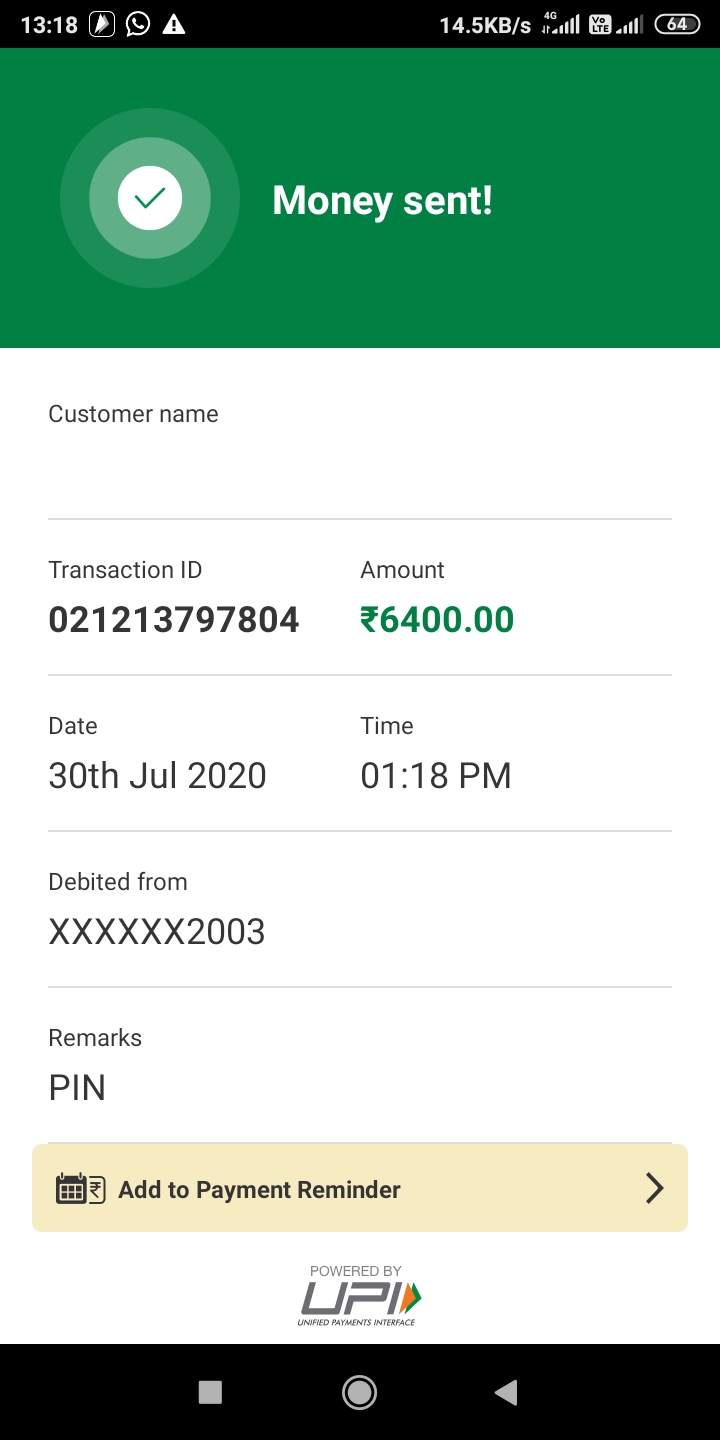 13:18 14.5KB/s 4G Vo LTE 64
Money sent!
Customer name
Transaction ID Amount
021213797804 ₹6400.00
Date Time
30th Jul 2020 01:18 PM
Debited from
XXXXXX2003
Remarks
PIN
₹ Add to Payment Reminder
POWERED BY
UPI
UNIFIED PAYMENTS INTERFACE